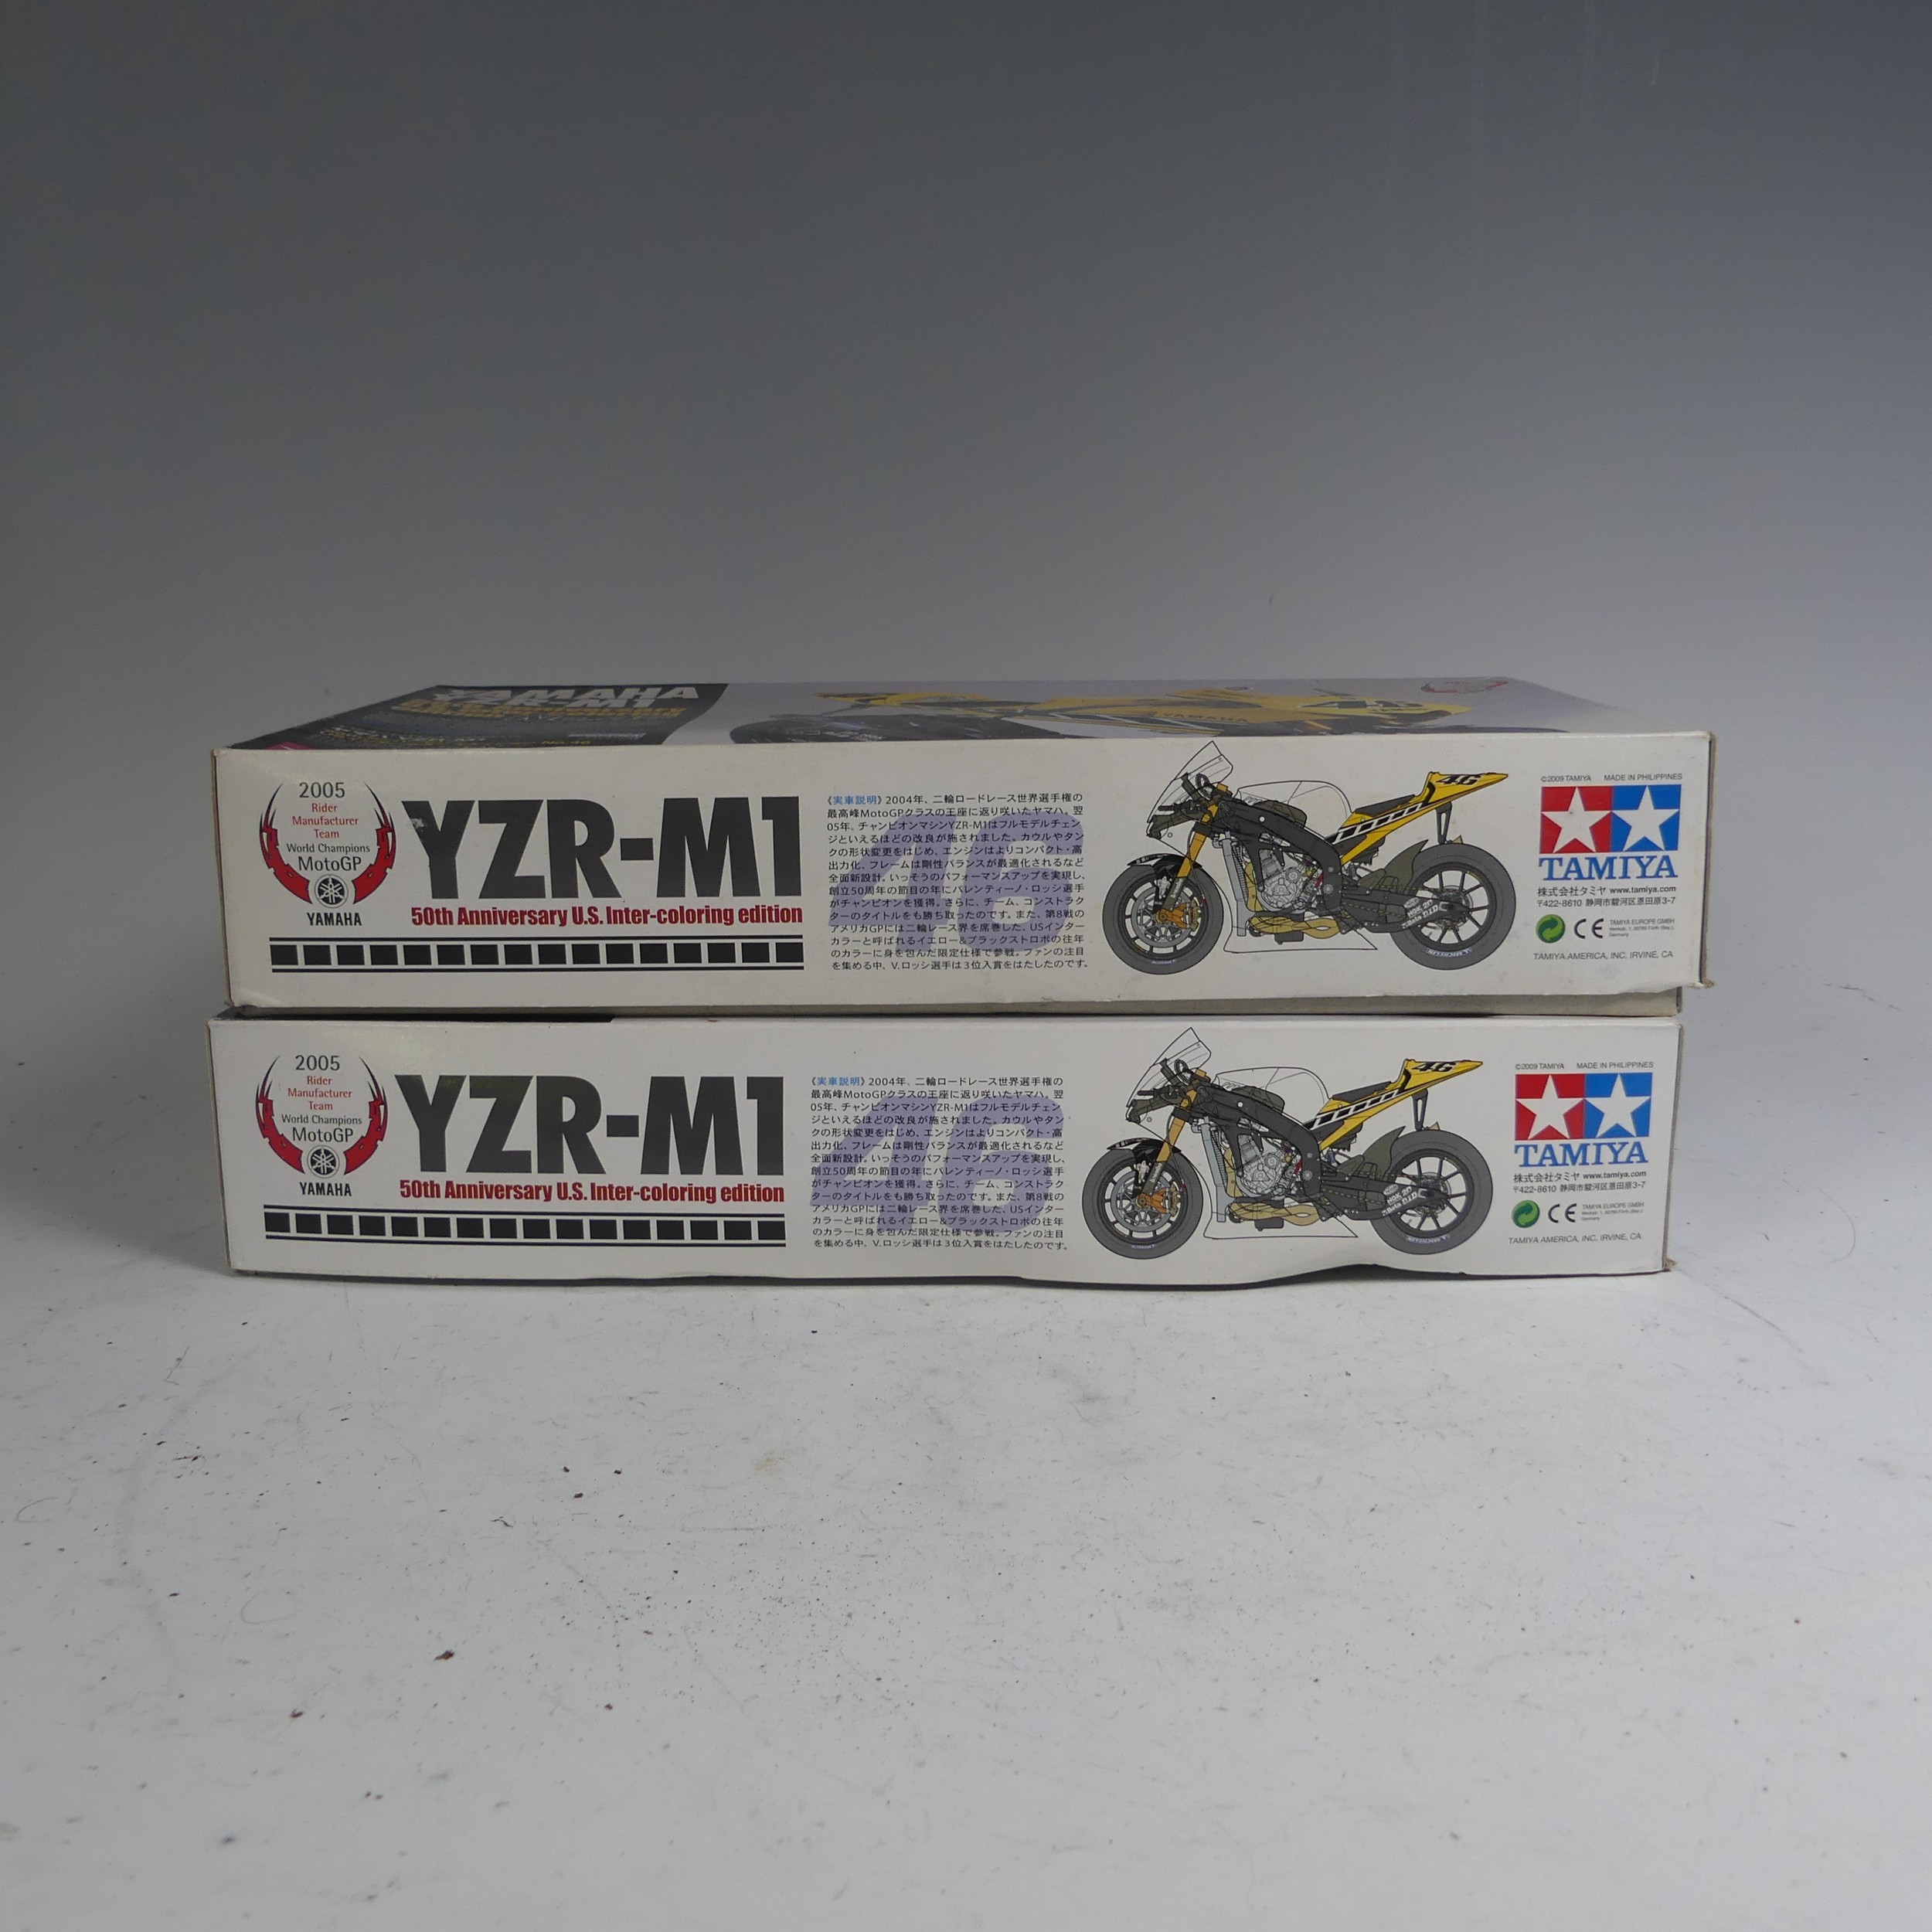 YAMAHA
YZR-M1
YAMAHA
2005
Rider
Manufacturer
Team
World Champions
MotoGP
YAMAHA
YZR-M1
50th Anniversary U.S. Inter-coloring edition
《実車説明》2004年、二輪ロードレース世界選手権の
最高峰MotoGPクラスの王座に返り咲いたヤマハ。翌
05年、チャンピオンマシンYZR-M1はフルモデルチェン
ジといえるほどの改良が施されました。カウルやタン
クの形状変更をはじめ、エンジンはよりコンパクト・高
出力化、フレームは剛性バランスが最適化されるなど
全面新設計。いっそうのパフォーマンスアップを実現し、
創立50周年の節目の年にバレンティーノ・ロッシ選手
がチャンピオンを獲得。さらに、チーム、コンストラク
ターのタイトルをも勝ち取ったのです。また、第8戦の
アメリカGPには二輪レース界を席巻した、USインター
カラーと呼ばれるイエロー&ブラックストロボの往年
のカラーに身を包んだ限定仕様で参戦。ファンの注目
を集める中、V.ロッシ選手は3位入賞をはたしたのです。
46
©2009 TAMIYA MADE IN PHILIPPINES
TAMIYA
株式会社タミヤ www.tamiya.com
〒422-8610 静岡市駿河区恩田原3-7
CE
TAMIYA EUROPE GMBH
Germany
TAMIYA AMERICA, INC. IRVINE, CA
2005
Rider
Manufacturer
Team
World Champions
MotoGP
YAMAHA
YZR-M1
50th Anniversary U.S. Inter-coloring edition
《実車説明》2004年、二輪ロードレース世界選手権の
最高峰MotoGPクラスの王座に返り咲いたヤマハ。翌
05年、チャンピオンマシンYZR-M1はフルモデルチェン
ジといえるほどの改良が施されました。カウルやタン
クの形状変更をはじめ、エンジンはよりコンパクト・高
出力化、フレームは剛性バランスが最適化されるなど
全面新設計。いっそうのパフォーマンスアップを実現し、
創立50周年の節目の年にバレンティーノ・ロッシ選手
がチャンピオンを獲得。さらに、チーム、コンストラク
ターのタイトルをも勝ち取ったのです。また、第8戦の
アメリカGPには二輪レース界を席巻した、USインター
カラーと呼ばれるイエロー&ブラックストロボの往年
のカラーに身を包んだ限定仕様で参戦。ファンの注目
を集める中、V.ロッシ選手は3位入賞をはたしたのです。
46
©2009 TAMIYA MADE IN PHILIPPINES
TAMIYA
株式会社タミヤ www.tamiya.com
〒422-8610 静岡市駿河区恩田原3-7
CE
TAMIYA EUROPE GMBH
Germany
TAMIYA AMERICA, INC. IRVINE, CA